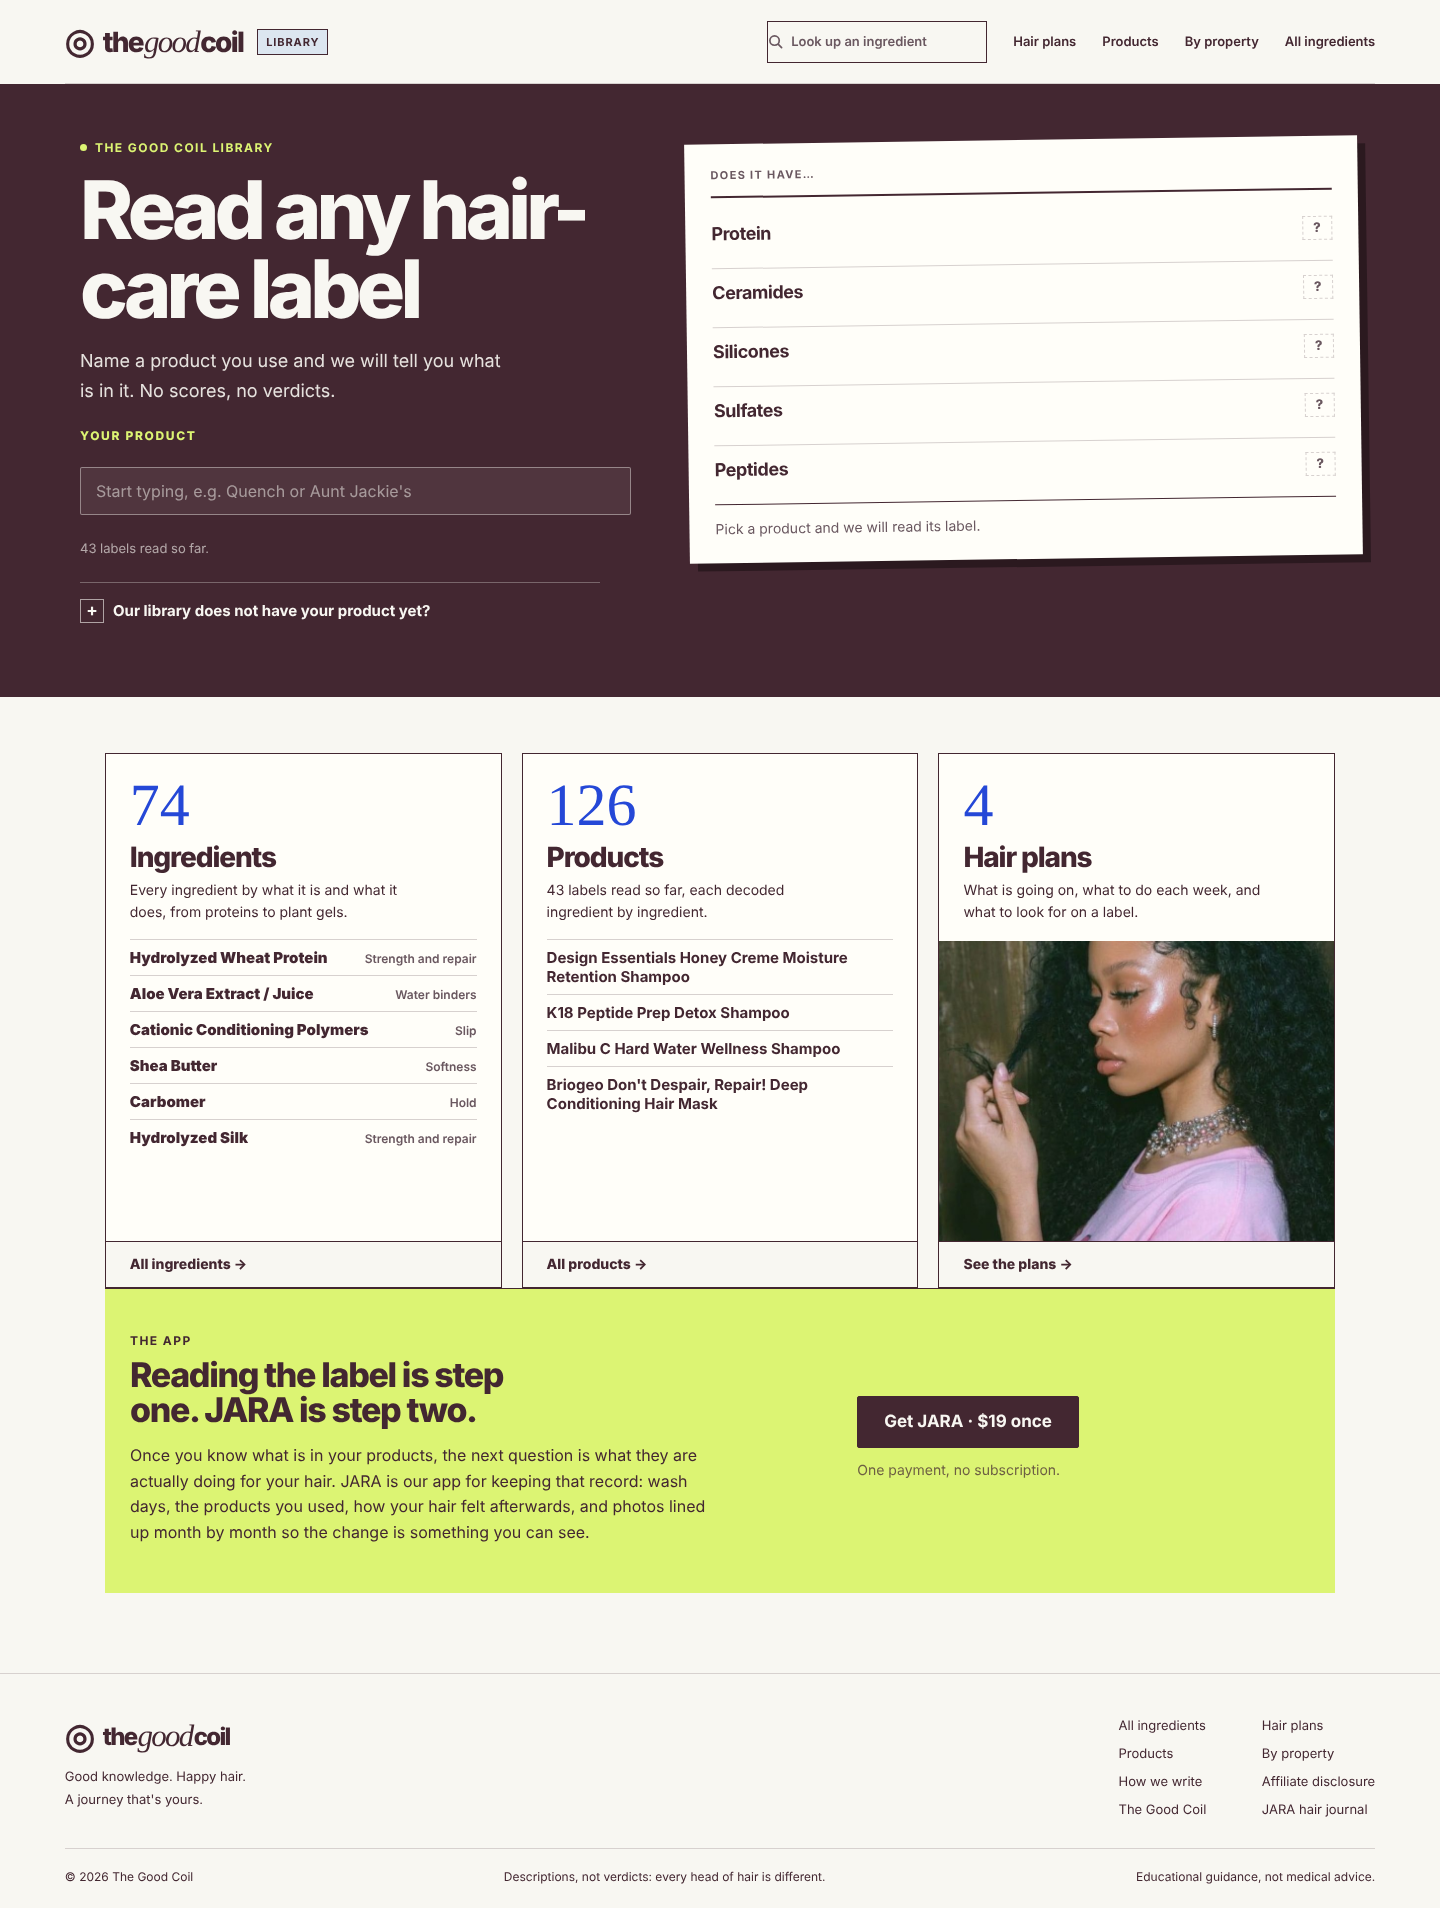 thegoodcoil LIBRARY
Look up an ingredient
Hair plans Products By property All ingredients
THE GOOD COIL LIBRARY
Read any hair-
care label
Name a product you use and we will tell you what
is in it. No scores, no verdicts.
YOUR PRODUCT
Start typing, e.g. Quench or Aunt Jackie's
43 labels read so far.
+ Our library does not have your product yet?
DOES IT HAVE...
Protein ?
Ceramides ?
Silicones ?
Sulfates ?
Peptides ?
Pick a product and we will read its label.
74
Ingredients
Every ingredient by what it is and what it
does, from proteins to plant gels.
Hydrolyzed Wheat Protein Strength and repair
Aloe Vera Extract / Juice Water binders
Cationic Conditioning Polymers Slip
Shea Butter Softness
Carbomer Hold
Hydrolyzed Silk Strength and repair
All ingredients →
126
Products
43 labels read so far, each decoded
ingredient by ingredient.
Design Essentials Honey Creme Moisture
Retention Shampoo
K18 Peptide Prep Detox Shampoo
Malibu C Hard Water Wellness Shampoo
Briogeo Don't Despair, Repair! Deep
Conditioning Hair Mask
All products →
4
Hair plans
What is going on, what to do each week, and
what to look for on a label.
See the plans →
THE APP
Reading the label is step
one. JARA is step two.
Once you know what is in your products, the next question is what they are
actually doing for your hair. JARA is our app for keeping that record: wash
days, the products you used, how your hair felt afterwards, and photos lined
up month by month so the change is something you can see.
Get JARA · $19 once
One payment, no subscription.
thegoodcoil
Good knowledge. Happy hair.
A journey that's yours.
All ingredients Hair plans
Products By property
How we write Affiliate disclosure
The Good Coil JARA hair journal
© 2026 The Good Coil
Descriptions, not verdicts: every head of hair is different.
Educational guidance, not medical advice.